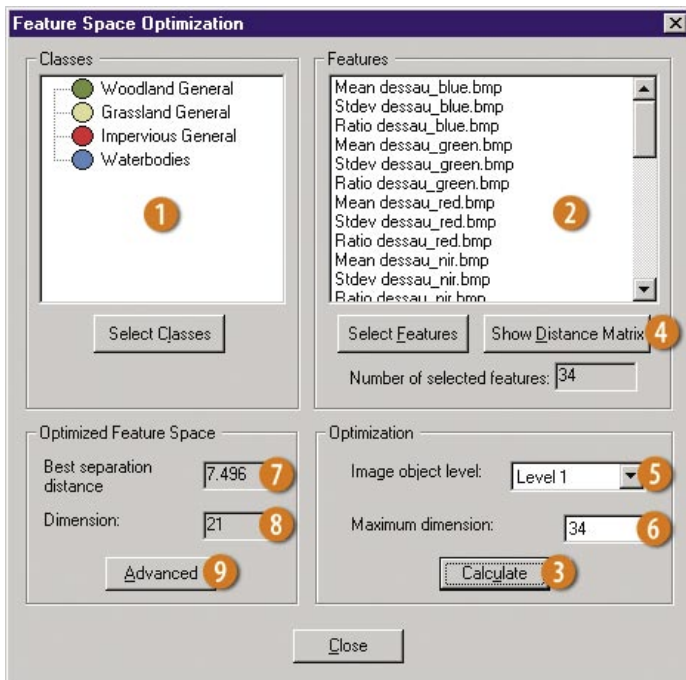 Feature Space Optimization
Classes
Woodland General
Grassland General
Impervious General
Waterbodies
1
Select Classes
Features
Mean dessau_blue.bmp
Stdev dessau_blue.bmp
Ratio dessau_blue.bmp
Mean dessau_green.bmp
Stdev dessau_green.bmp
Ratio dessau_green.bmp
Mean dessau_red.bmp
Stdev dessau_red.bmp
Ratio dessau_red.bmp
Mean dessau_nir.bmp
Stdev dessau_nir.bmp
Ratio dessau_nir.bmp
2
Select Features
Show Distance Matrix 4
Number of selected features: 34
Optimized Feature Space
Best separation distance 7.496 7
Dimension: 21 8
Advanced 9
Optimization
Image object level: Level 1 5
Maximum dimension: 34 6
Calculate 3
Close